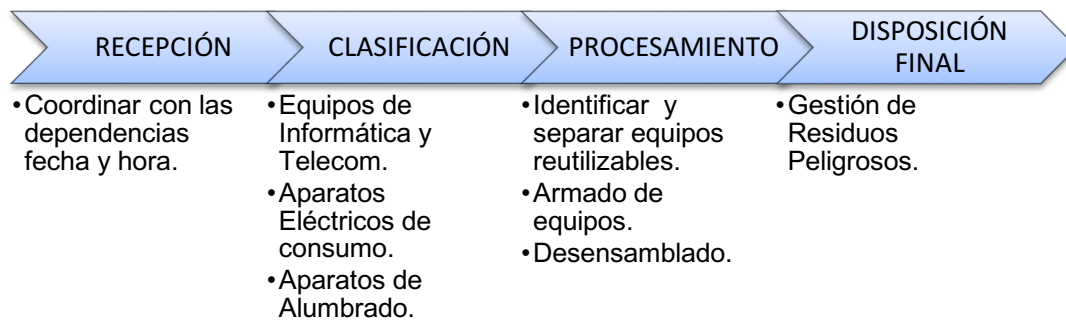 RECEPCIÓN
CLASIFICACIÓN
PROCESAMIENTO
DISPOSICIÓN
FINAL
•Coordinar con las
dependencias
fecha y hora.
•Equipos de
Informática y
Telecom.
•Aparatos
Eléctricos de
consumo.
•Aparatos de
Alumbrado.
•Identificar y
separar equipos
reutilizables.
•Armado de
equipos.
•Desensamblado.
•Gestión de
Residuos
Peligrosos.